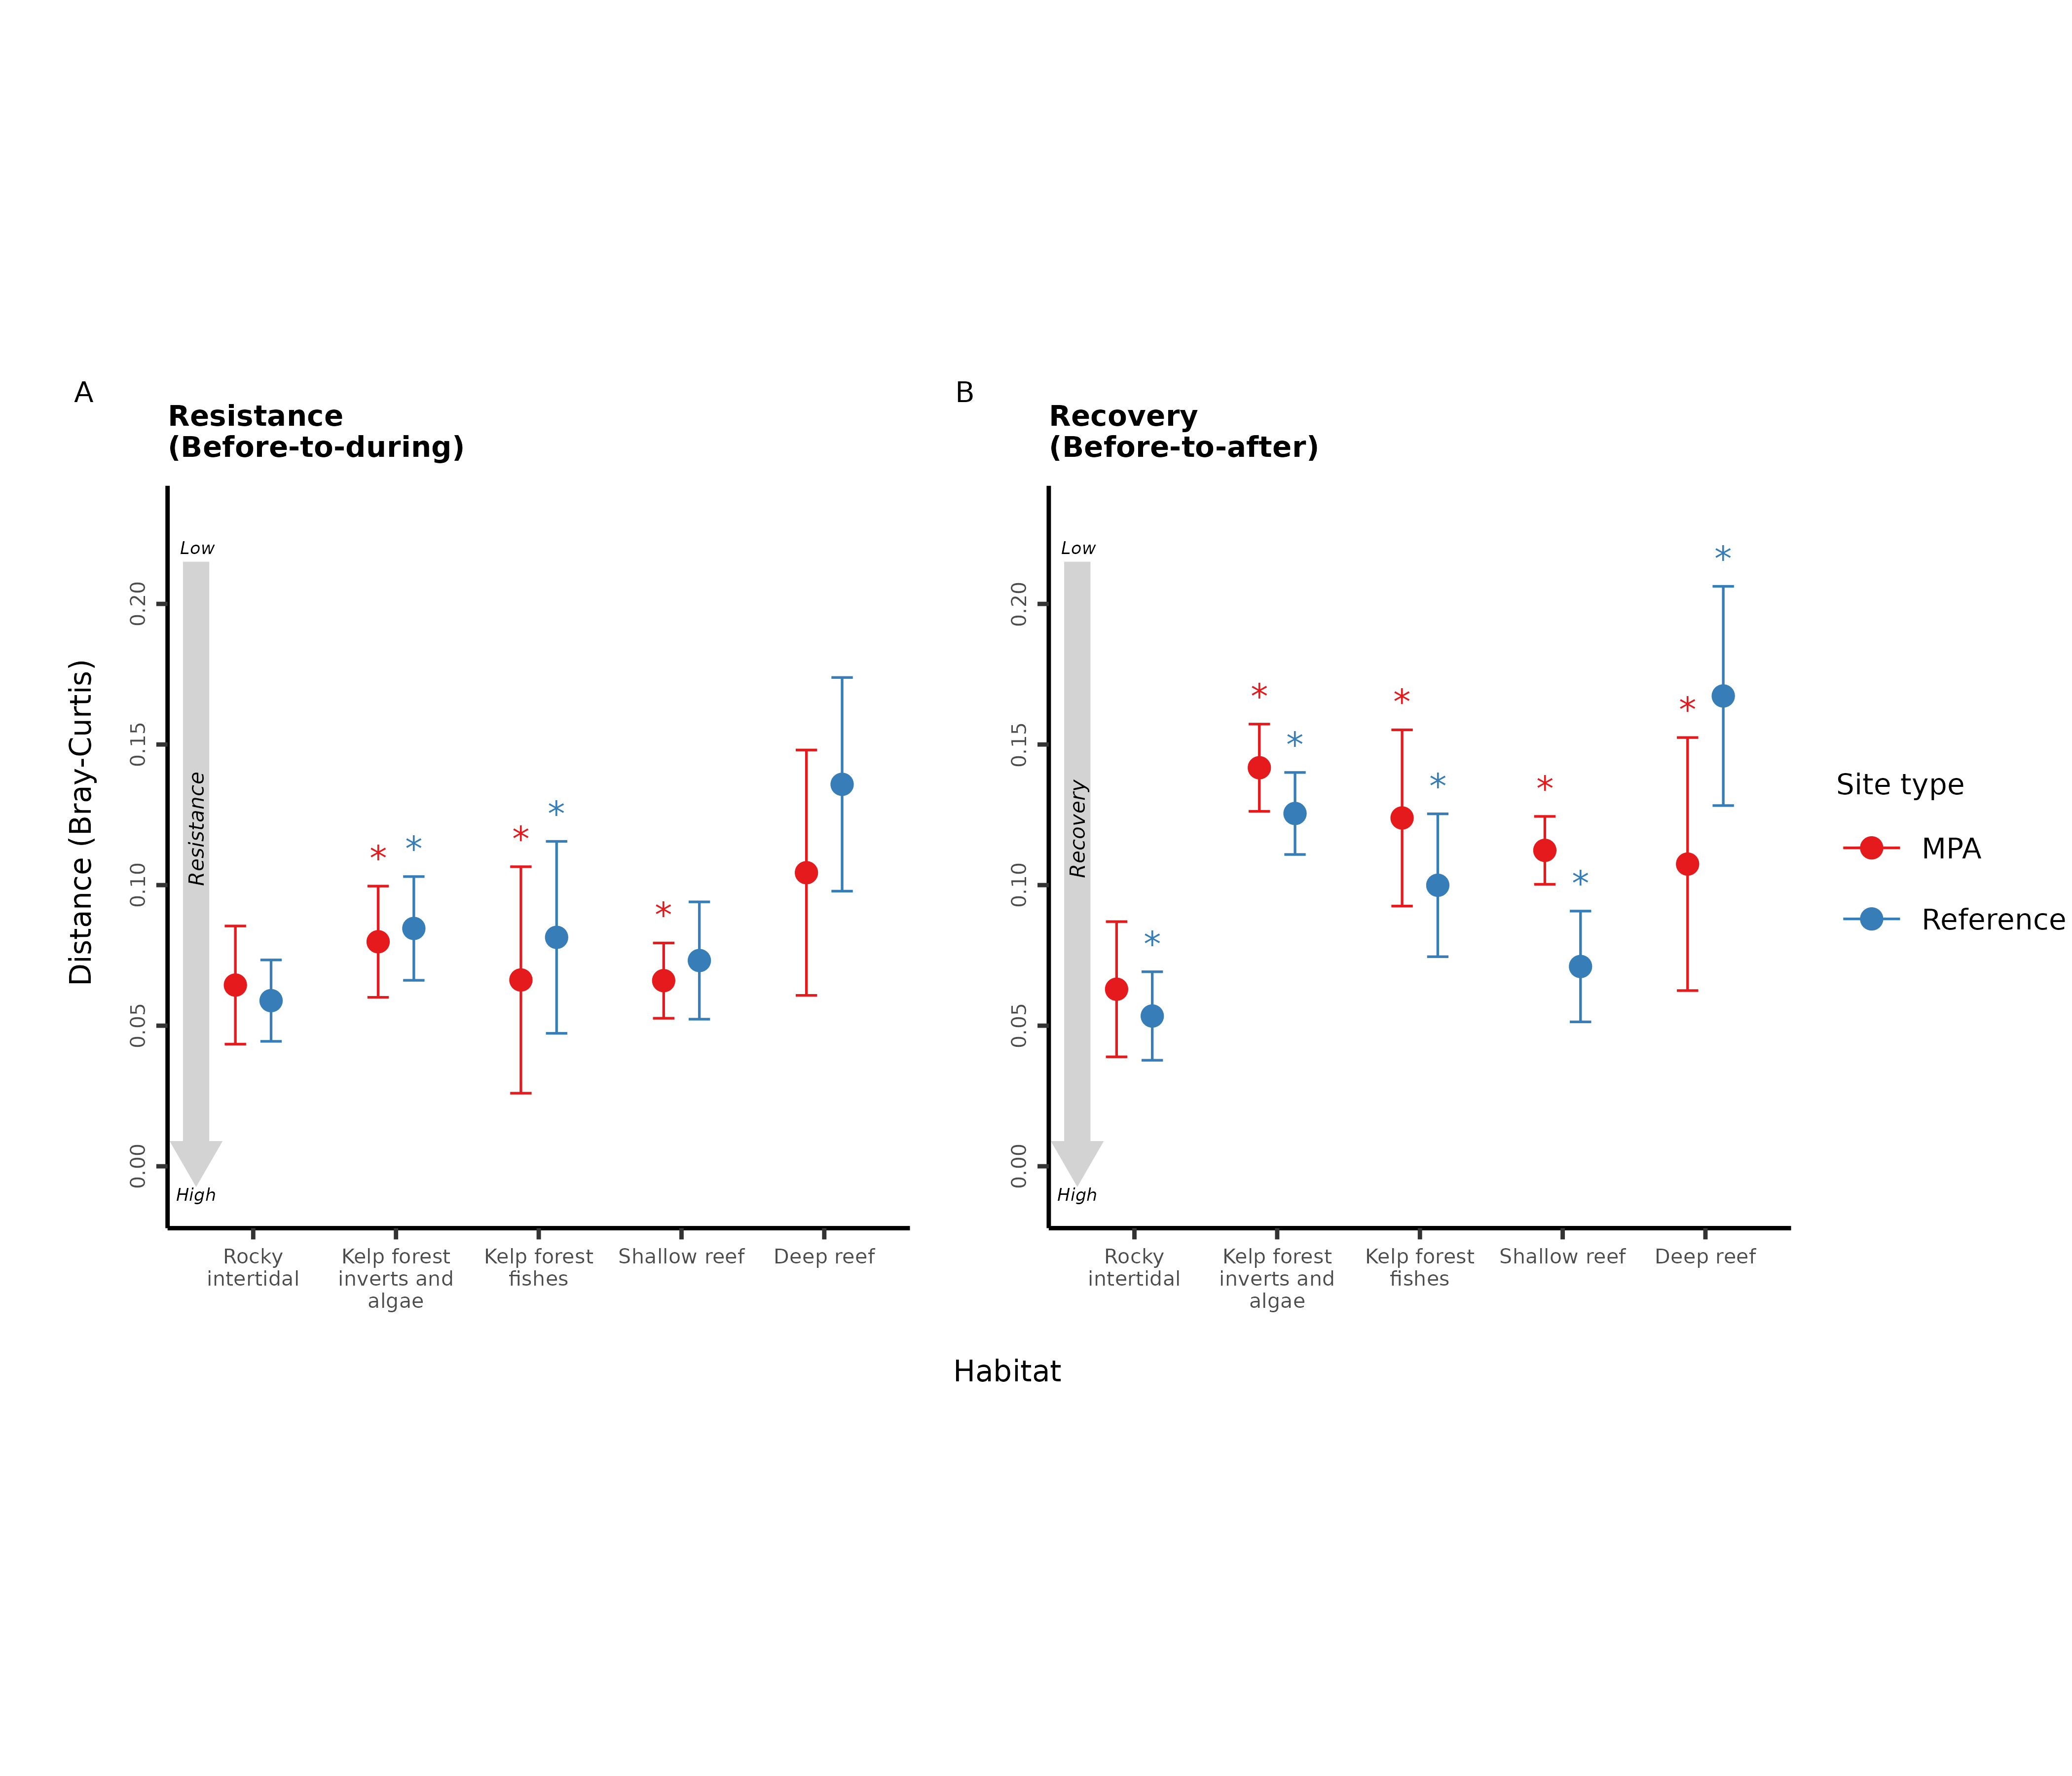 A
Resistance
(Before-to-during)
Distance (Bray-Curtis)
0.20
0.15
0.10
0.05
0.00
Low
Resistance
High
*
*
*
*
*
Rocky
intertidal
Kelp forest
inverts and
algae
Kelp forest
fishes
Shallow reef
Deep reef
B
Recovery
(Before-to-after)
0.20
0.15
0.10
0.05
0.00
Low
Recovery
High
*
*
*
*
*
*
*
*
*
Rocky
intertidal
Kelp forest
inverts and
algae
Kelp forest
fishes
Shallow reef
Deep reef
Habitat
Site type
MPA
Reference